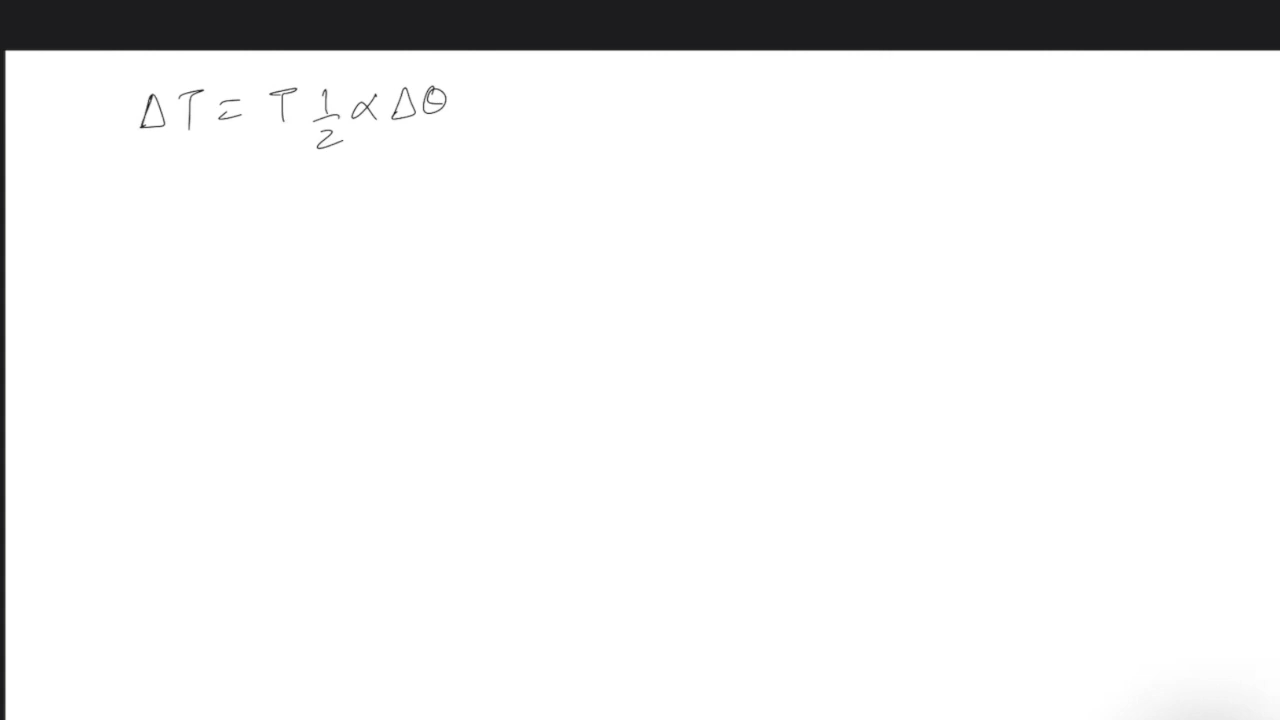 ΔT = T 1/2 α Δθ